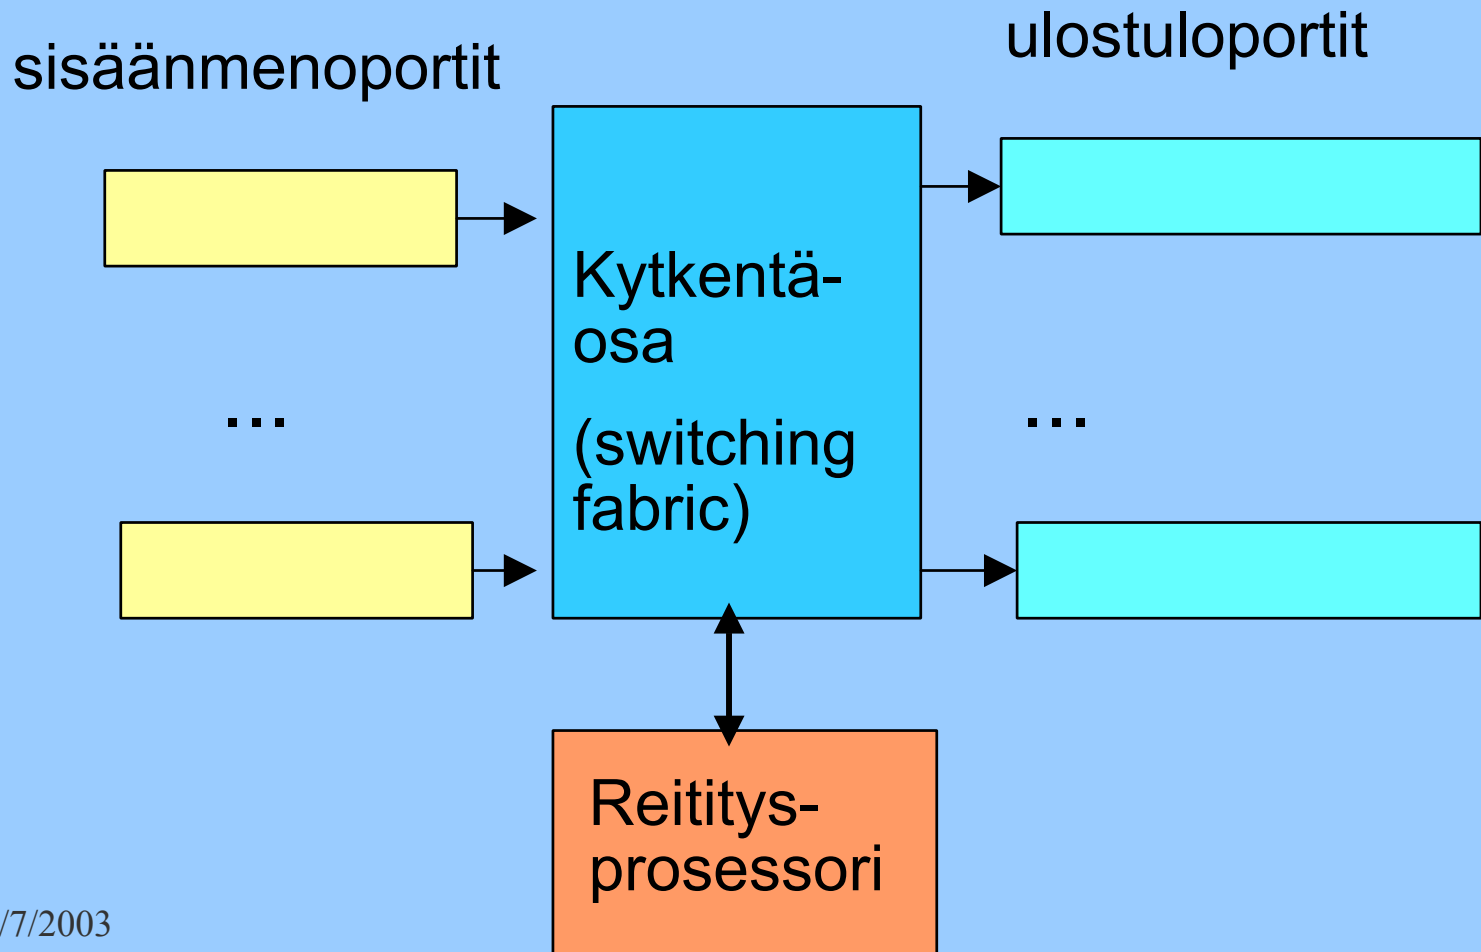 sisäänmenoportit
ulostuloportit
Kytkentä-
osa
(switching
fabric)
...
...
Reititys-
prosessori
/7/2003